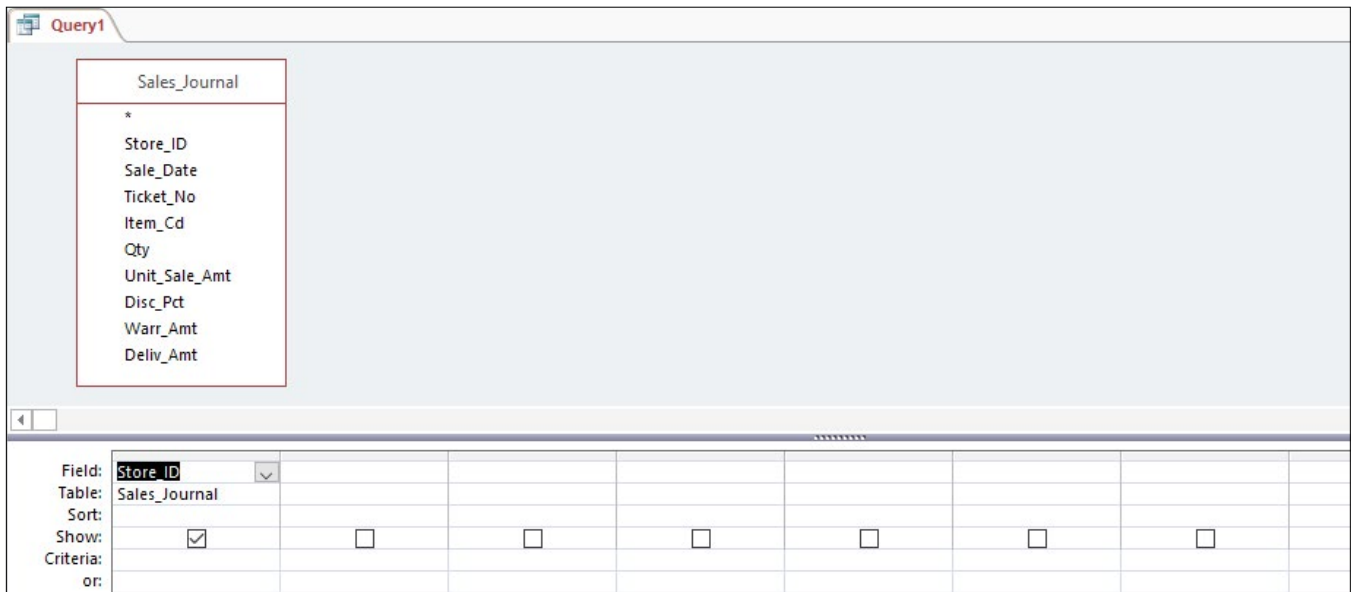 Query1
Sales_Journal
*
Store_ID
Sale_Date
Ticket_No
Item_Cd
Qty
Unit_Sale_Amt
Disc_Pct
Warr_Amt
Deliv_Amt
Field: Store_ID
Table: Sales_Journal
Sort:
Show:
Criteria:
or: